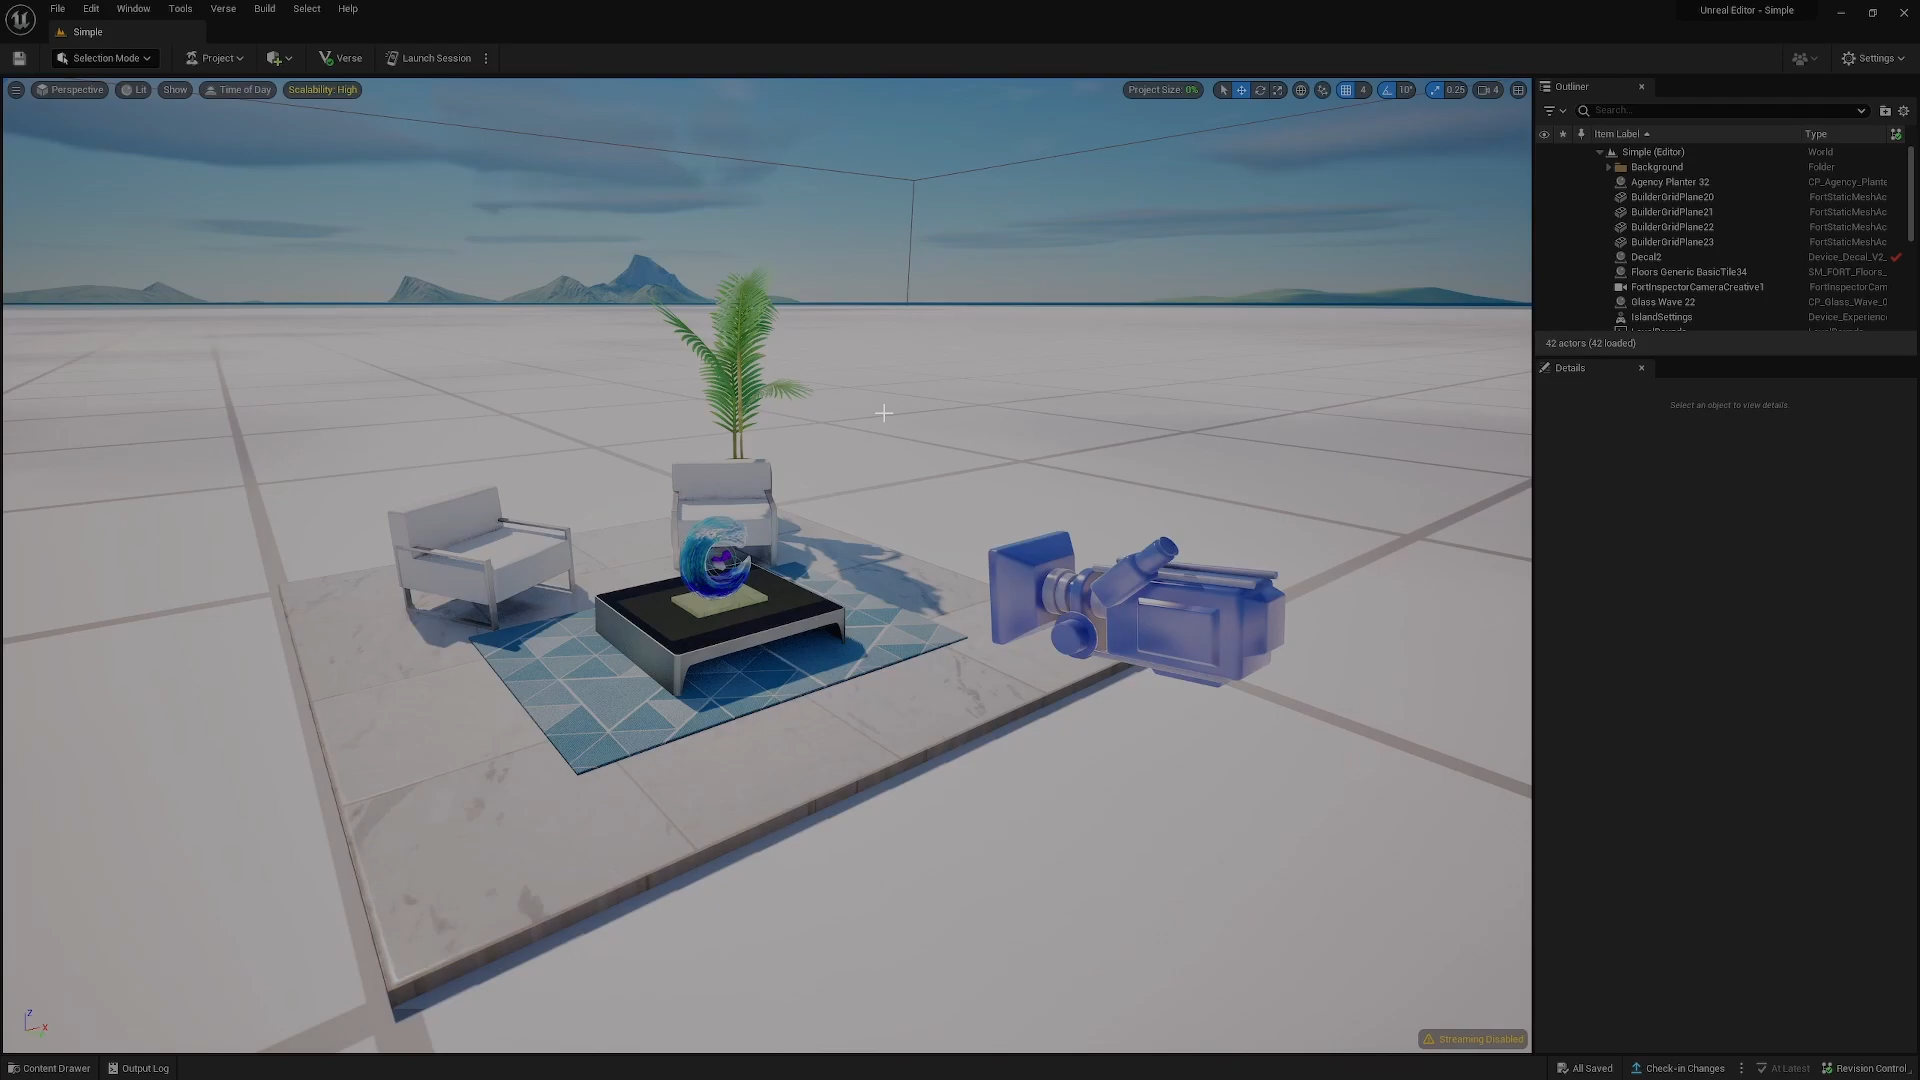 File Edit Window Tools Verse Build Select Help
Unreal Editor - Simple
Simple
Selection Mode Project Verse Launch Session
Settings
Perspective Lit Show Time of Day Scalability: High
Project Size: 0% 4 10° 0.25 4
Outliner
Search...
Item Label Type
Simple (Editor) World
Background Folder
Agency Planter 32 CP_Agency_Plante
BuilderGridPlane20 FortStaticMeshAc
BuilderGridPlane21 FortStaticMeshAc
BuilderGridPlane22 FortStaticMeshAc
BuilderGridPlane23 FortStaticMeshAc
Decal2 Device_Decal_V2_
Floors Generic BasicTile34 SM_FORT_Floors_
FortInspectorCameraCreative1 FortInspectorCam
Glass Wave 22 CP_Glass_Wave_0
IslandSettings Device_Experienc
42 actors (42 loaded)
Details
Select an object to view details.
Z
X
Streaming Disabled
Content Drawer Output Log
All Saved Check-in Changes At Latest Revision Control